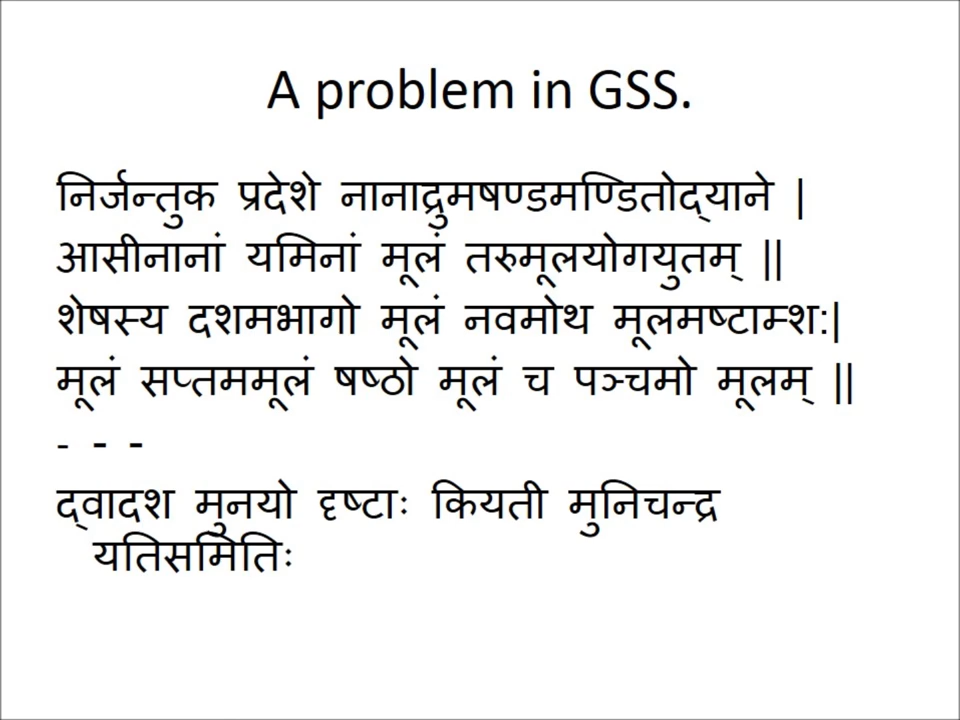 A problem in GSS.
निर्जन्तुक प्रदेशे नानाद्रुमषण्डमण्डितोद्‌याने |
आसीनानां यमिनां मूलं तरुमूलयोगयुतम् ||
शेषस्य दशमभागो मूलं नवमोथ मूलमष्टाम्श:|
मूलं सप्तममूलं षष्ठो मूलं च पञ्चमो मूलम् ||
- - -
द्‌वादश मुनयो दृष्टाः कियती मुनिचन्द्र
यतिसमितिः